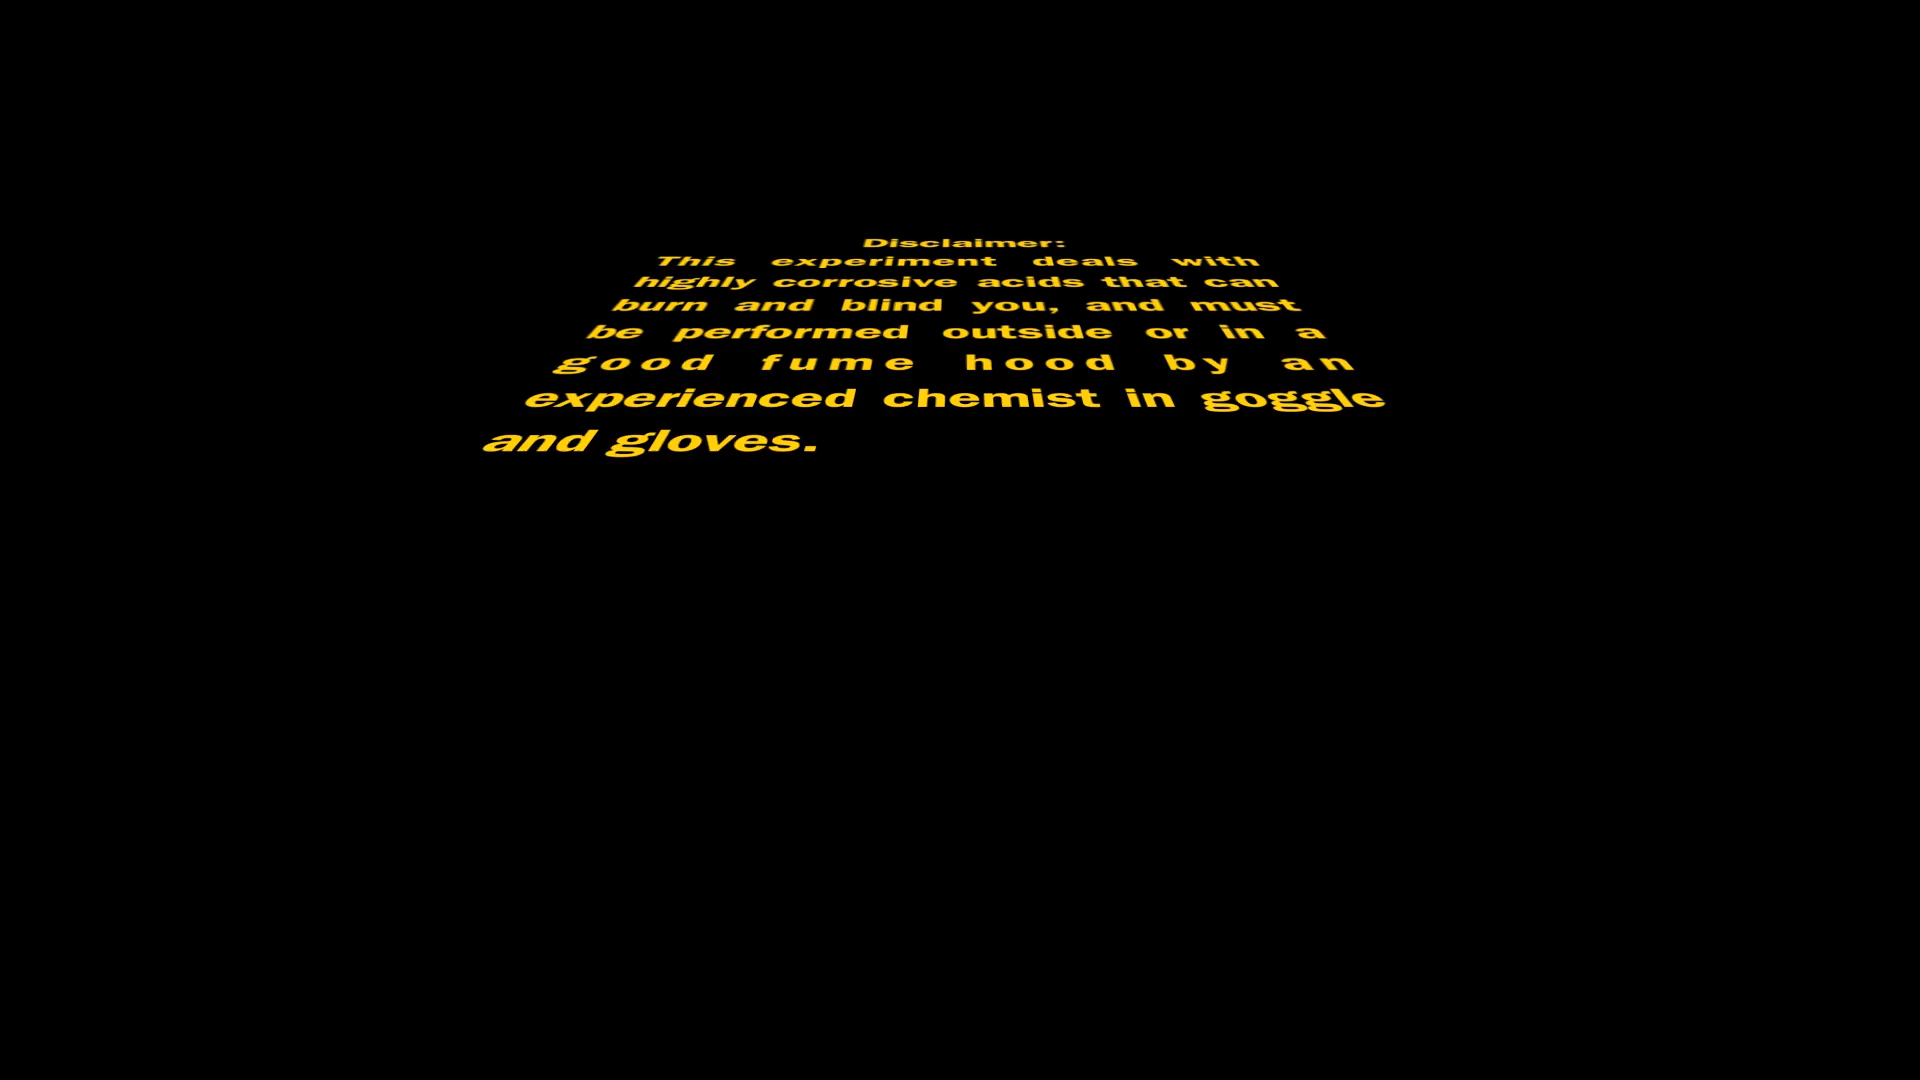 Disclaimer:
This experiment deals with
highly corrosive acids that can
burn and blind you, and must
be performed outside or in a
good fume hood by an
experienced chemist in goggle
and gloves.